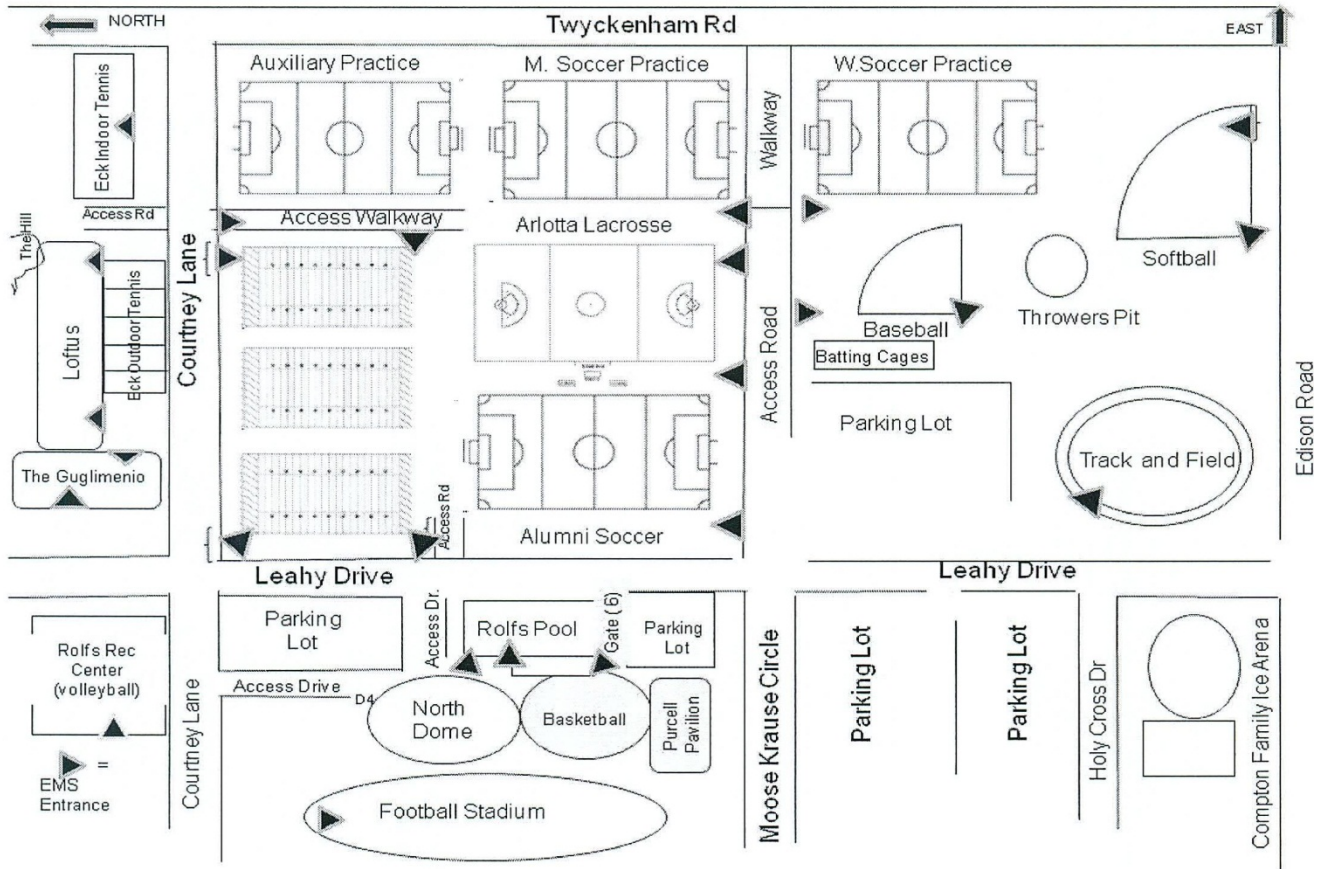 NORTH
Twyckenham Rd
EAST
Auxiliary Practice
M. Soccer Practice
W.Soccer Practice
Eck Indoor Tennis
Walkway
Access Rd
The Hill
Access Walkway
Arlotta Lacrosse
Softball
Courtney Lane
Loftus
Eck Outdoor Tennis
Access Road
Baseball
Throwers Pit
Batting Cages
Parking Lot
Edison Road
The Guglimenio
Track and Field
Access Rd
Alumni Soccer
Leahy Drive
Leahy Drive
Parking
Lot
Access Dr.
Rolfs Pool
Gate (6)
Parking
Lot
Rolfs Rec
Center
(volleyball)
Access Drive
D4
North
Dome
Basketball
Purcell
Pavilion
Courtney Lane
Moose Krause Circle
Parking Lot
Parking Lot
Holy Cross Dr
Compton Family Ice Arena
=
EMS
Entrance
Football Stadium